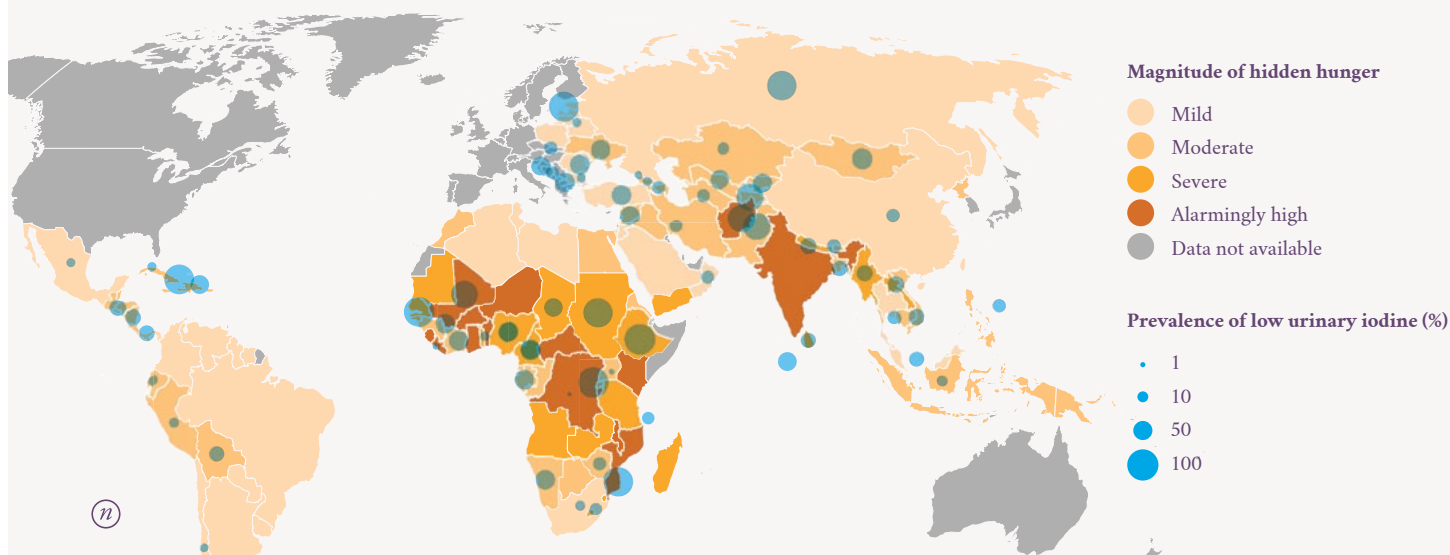 Magnitude of hidden hunger
Mild
Moderate
Severe
Alarmingly high
Data not available
Prevalence of low urinary iodine (%)
1
10
50
100
n